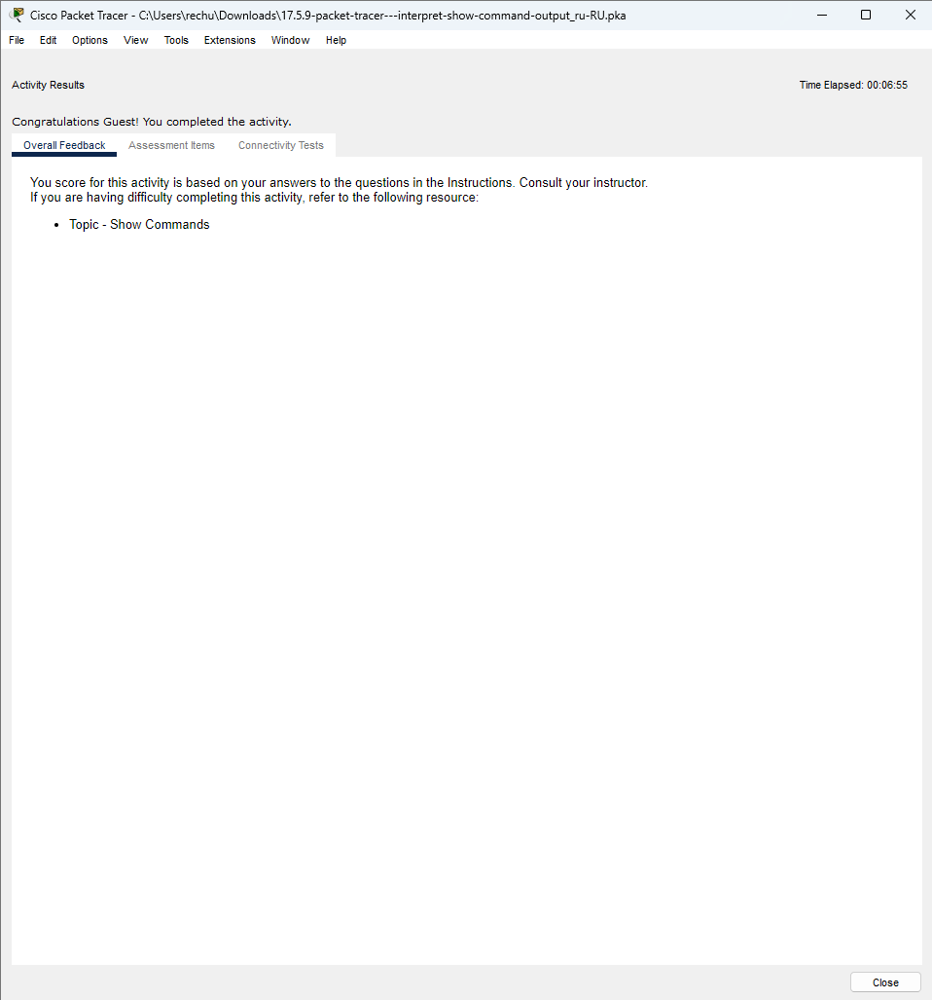 Cisco Packet Tracer - C:\Users\rechu\Downloads\17.5.9-packet-tracer---interpret-show-command-output_ru-RU.pka
File Edit Options View Tools Extensions Window Help
Activity Results Time Elapsed: 00:06:55
Congratulations Guest! You completed the activity.
Overall Feedback Assessment Items Connectivity Tests
You score for this activity is based on your answers to the questions in the Instructions. Consult your instructor.
If you are having difficulty completing this activity, refer to the following resource:
• Topic - Show Commands
Close